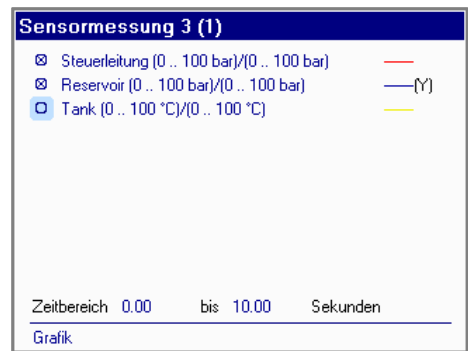 Sensormessung 3 (1)
Steuerleitung (0 .. 100 bar)/(0 .. 100 bar)
Reservoir (0 .. 100 bar)/(0 .. 100 bar) (Y)
Tank (0 .. 100 °C)/(0 .. 100 °C)
Zeitbereich 0.00 bis 10.00 Sekunden
Grafik